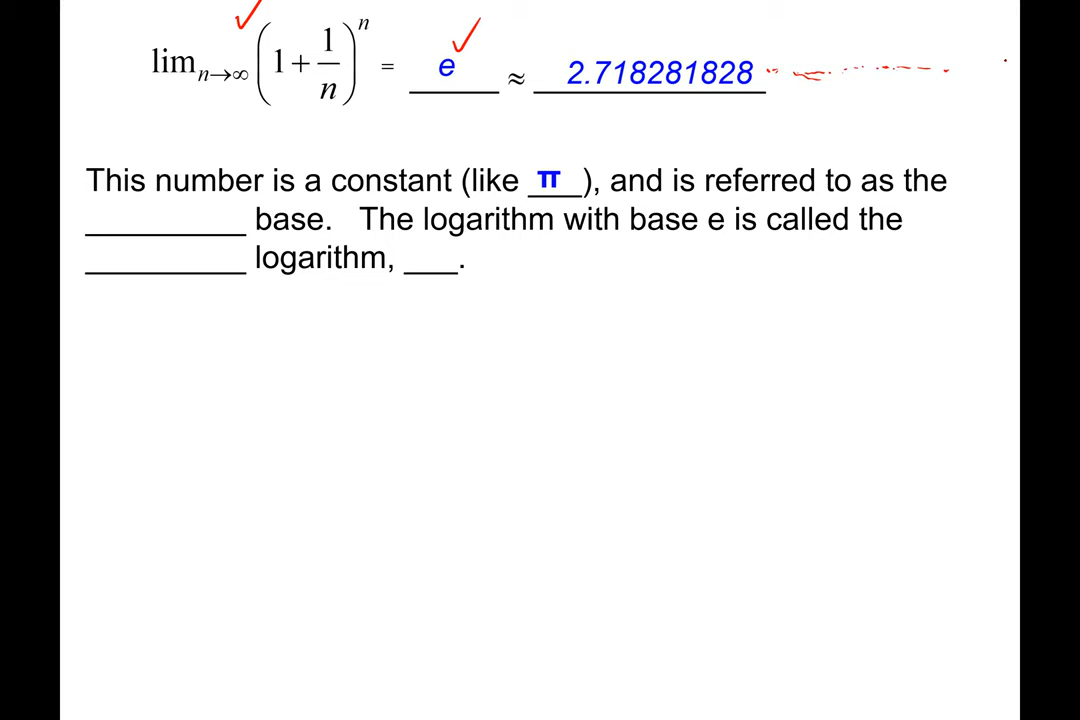 lim n→∞ (1 + 1/n)^n = e ≈ 2.718281828
This number is a constant (like π), and is referred to as the
_________ base. The logarithm with base e is called the
_________ logarithm, ___.